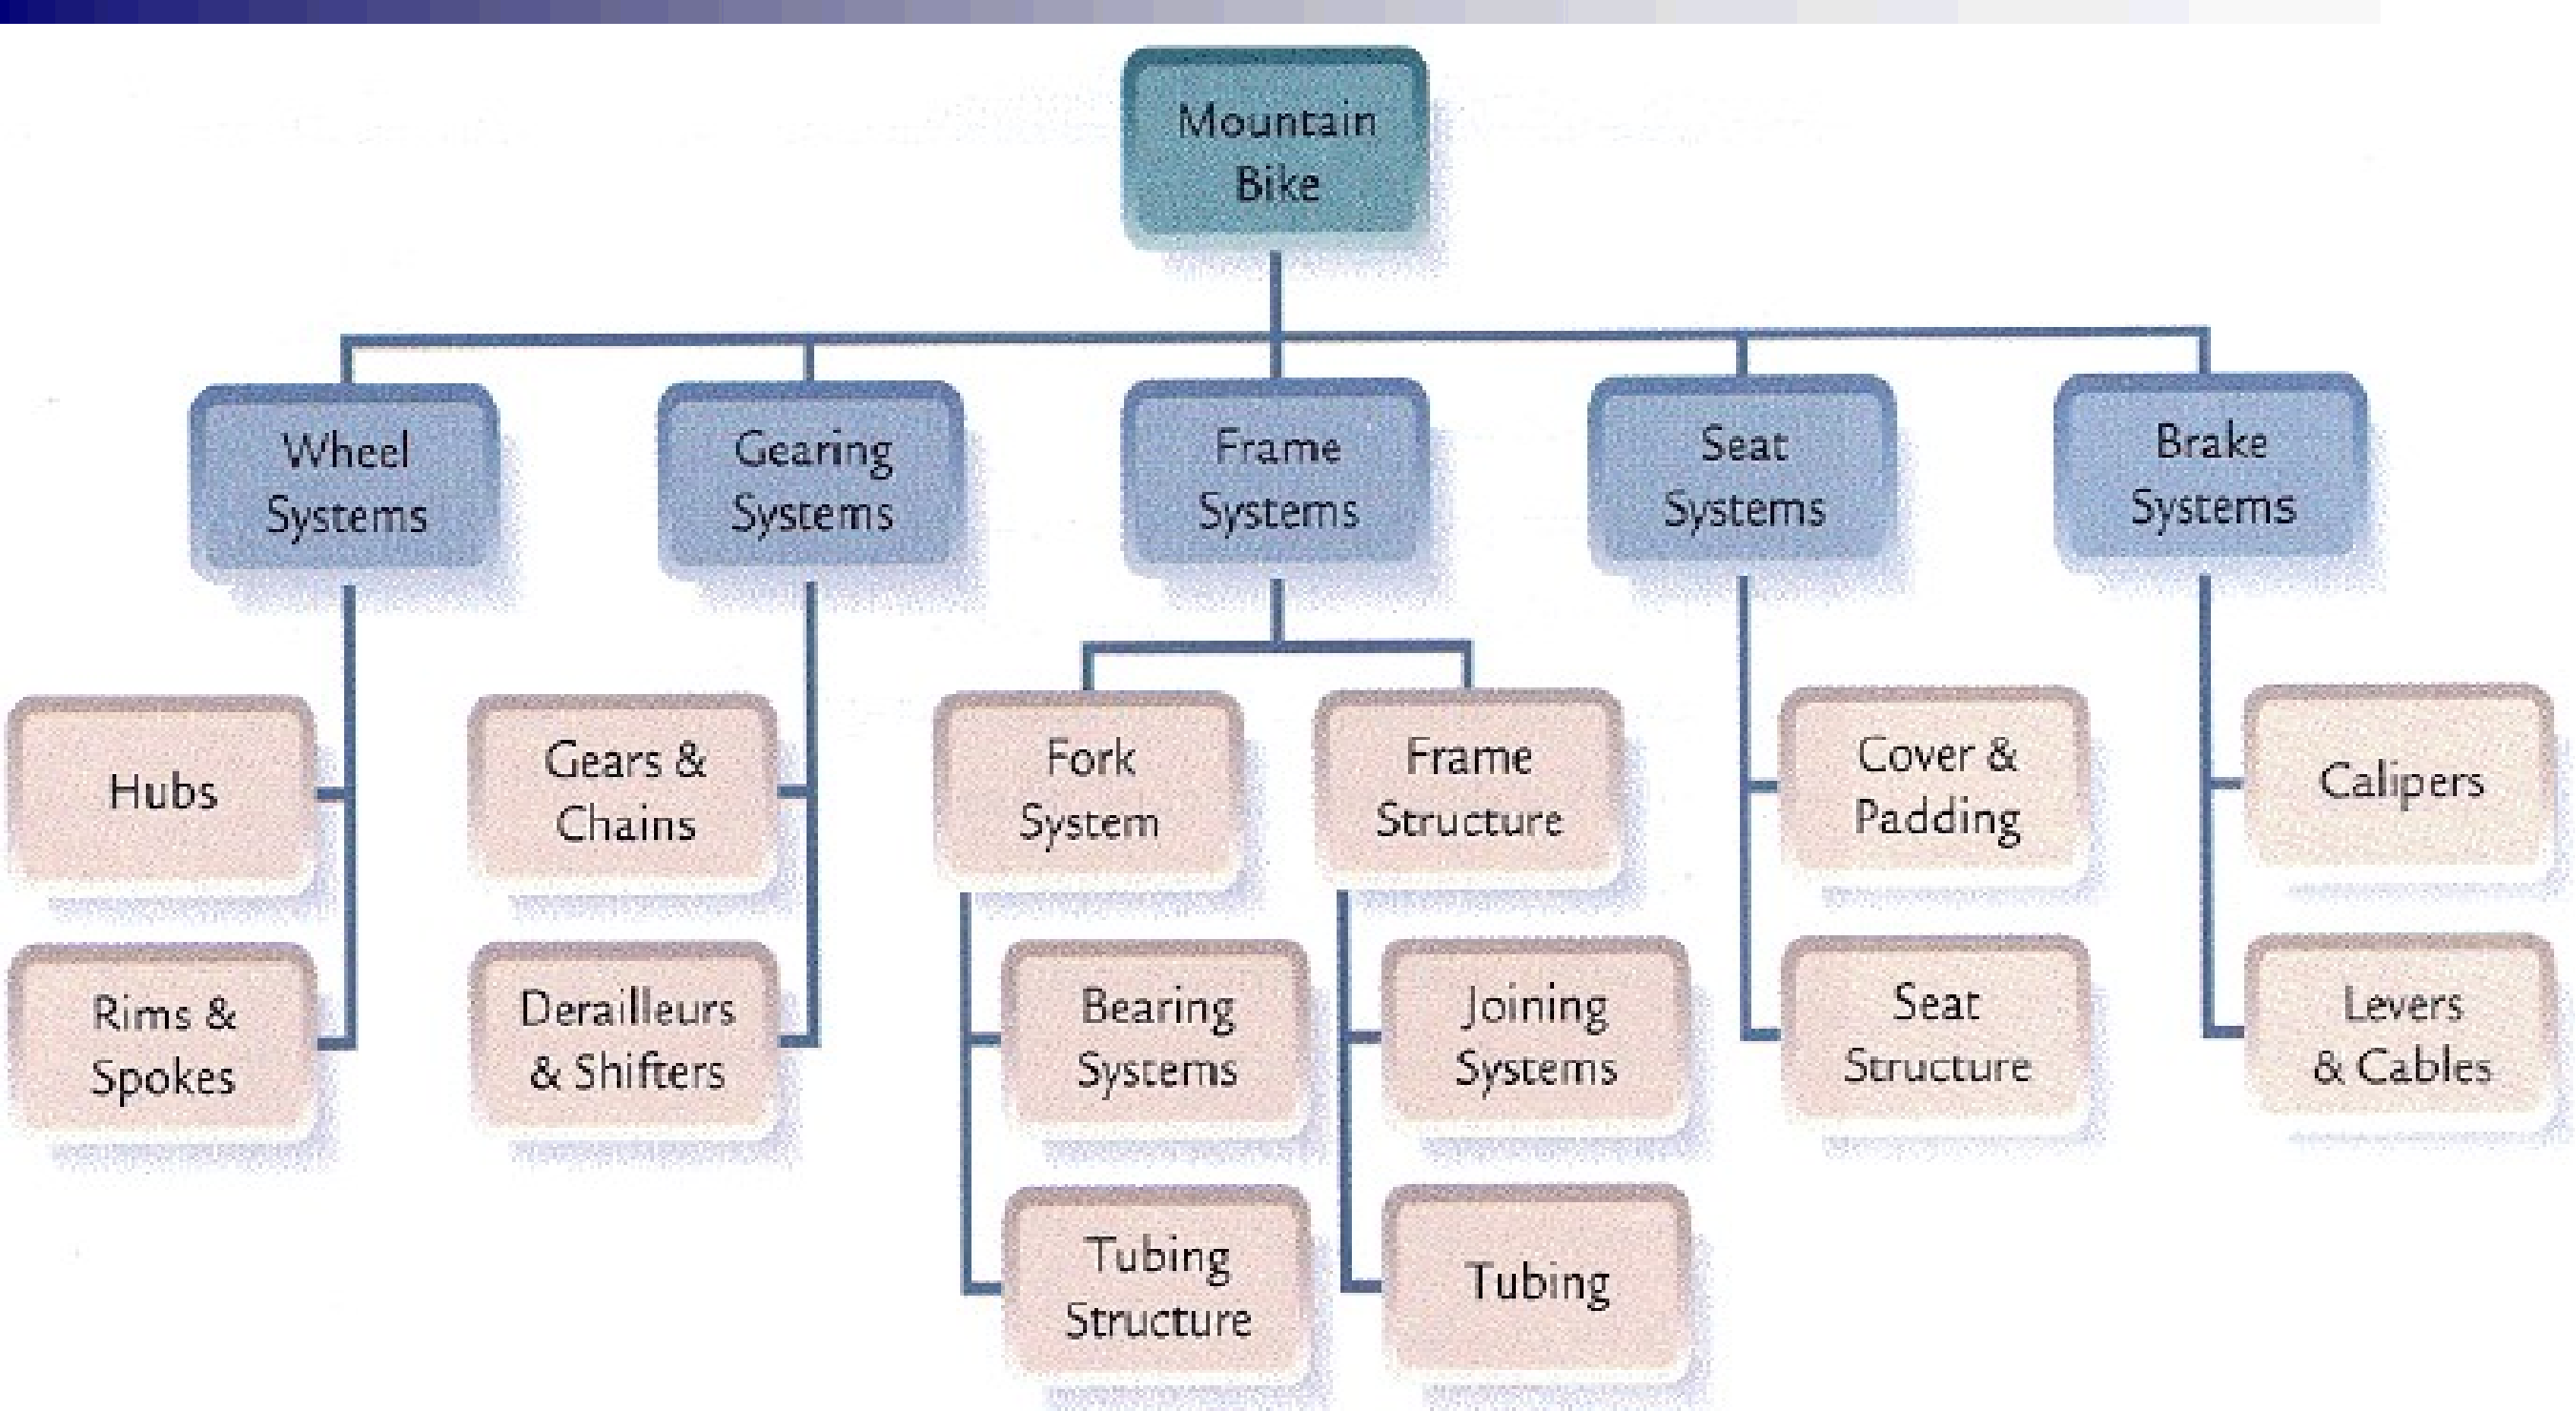 Mountain
Bike
Wheel
Systems
Gearing
Systems
Frame
Systems
Seat
Systems
Brake
Systems
Hubs
Rims &
Spokes
Gears &
Chains
Derailleurs
& Shifters
Fork
System
Bearing
Systems
Tubing
Structure
Frame
Structure
Joining
Systems
Tubing
Cover &
Padding
Seat
Structure
Calipers
Levers
& Cables